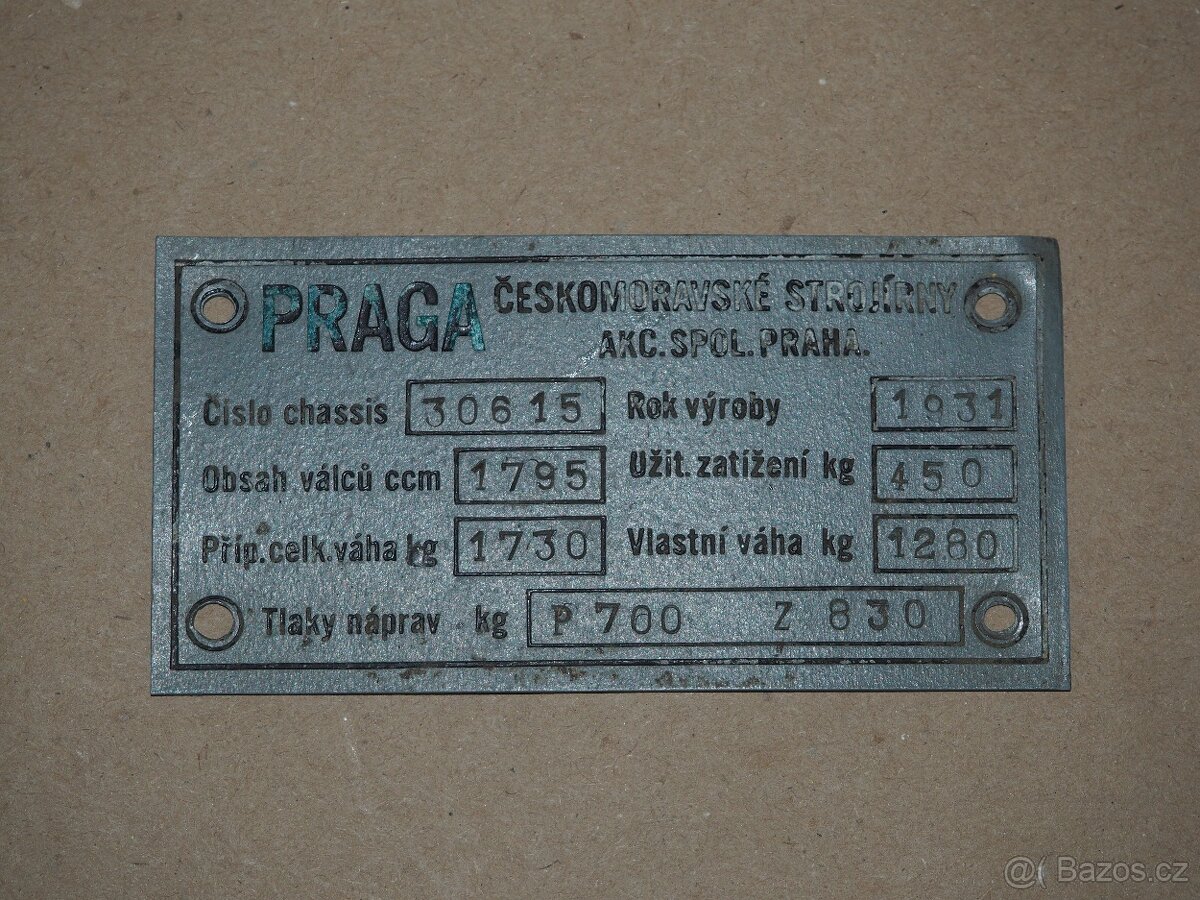 PRAGA ČESKOMORAVSKÉ STROJÍRNY
AKC. SPOL. PRAHA.
Číslo chassis 30615 Rok výroby 1931
Obsah válců ccm 1795 Užit. zatížení kg 450
Příp. celk. váha kg 1730 Vlastní váha kg 1280
Tlaky náprav kg P 700 Z 830
@( Bazos.cz